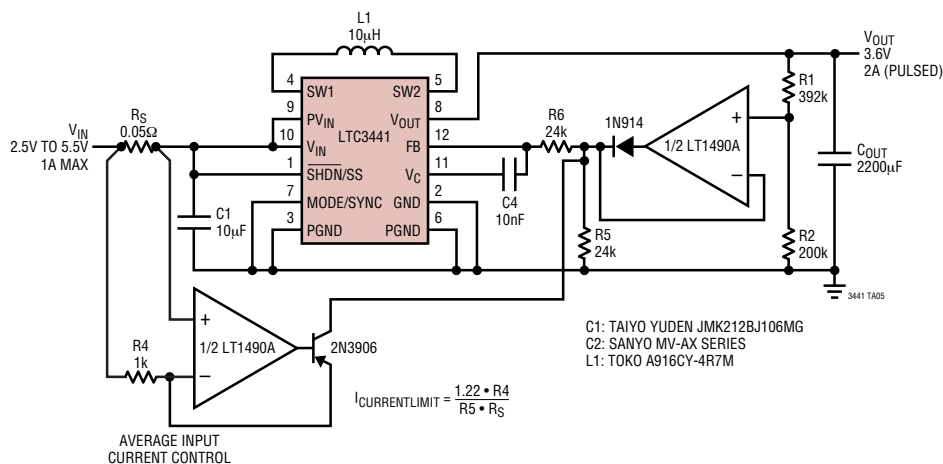 L1
10µH
4
SW1
5
SW2
9
PVIN
8
VOUT
10
VIN
12
FB
1
SHDN/SS
11
VC
7
MODE/SYNC
2
GND
3
PGND
6
PGND
LTC3441
VIN
2.5V TO 5.5V
1A MAX
RS
0.05Ω
C1
10µF
C4
10nF
R6
24k
1N914
R5
24k
+
1/2 LT1490A
−
VOUT
3.6V
2A (PULSED)
R1
392k
R2
200k
COUT
2200µF
3441 TA05
R4
1k
+
1/2 LT1490A
−
2N3906
AVERAGE INPUT
CURRENT CONTROL
ICURRENTLIMIT = 1.22 • R4
R5 • RS
C1: TAIYO YUDEN JMK212BJ106MG
C2: SANYO MV-AX SERIES
L1: TOKO A916CY-4R7M